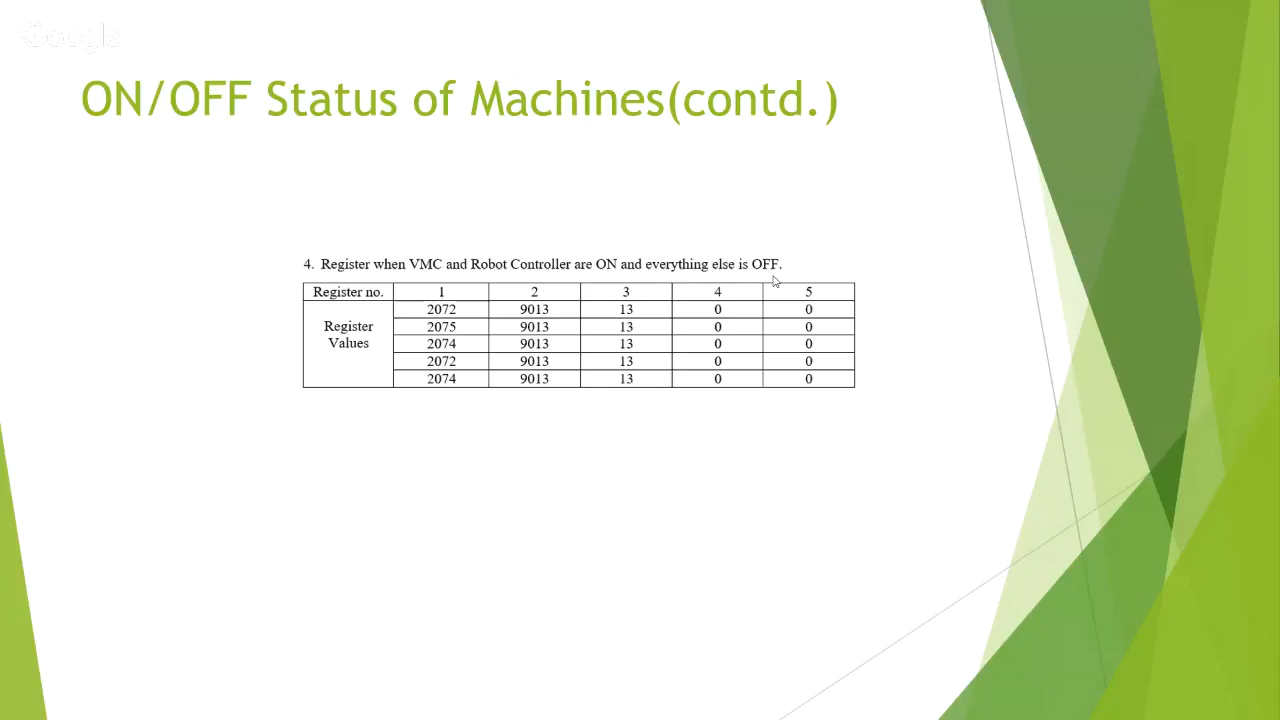 Google
ON/OFF Status of Machines(contd.)
4. Register when VMC and Robot Controller are ON and everything else is OFF.
Register no. 1 2 3 4 5
Register Values
2072 9013 13 0 0
2075 9013 13 0 0
2074 9013 13 0 0
2072 9013 13 0 0
2074 9013 13 0 0